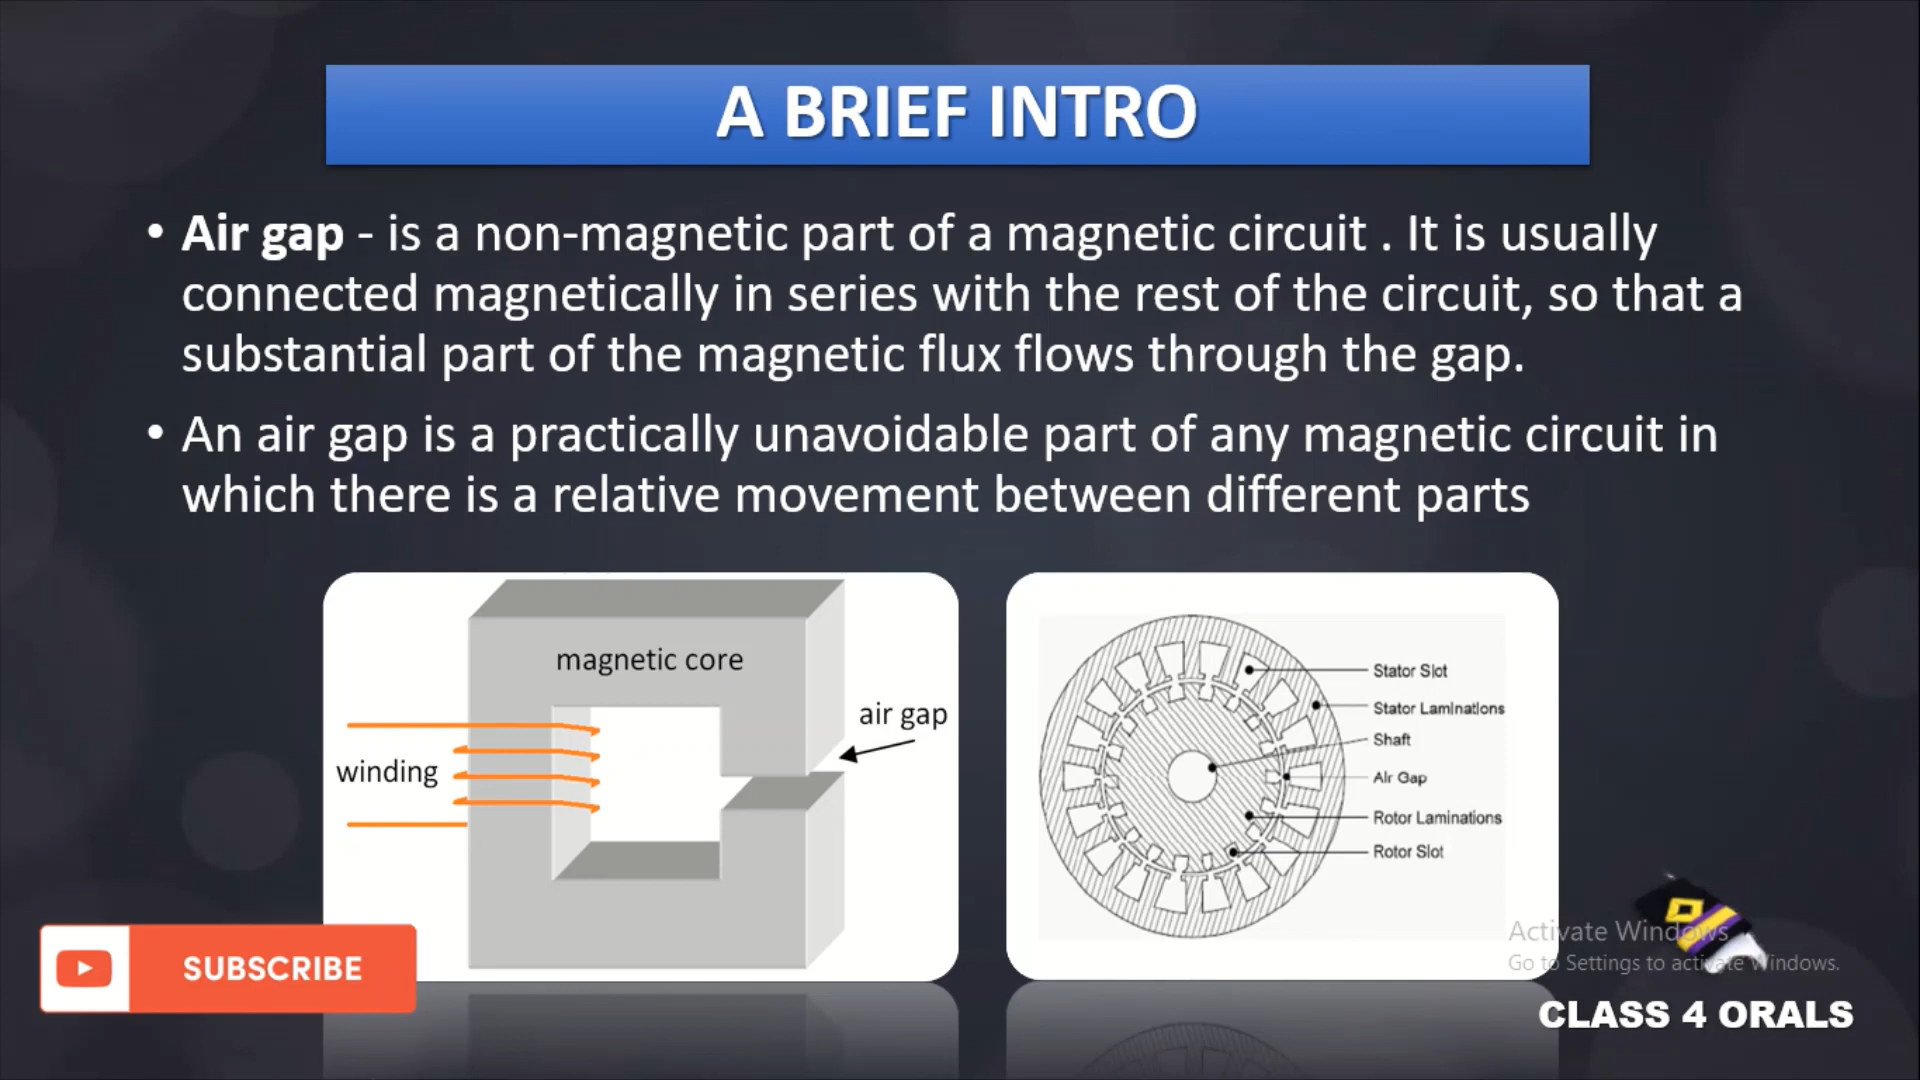 A BRIEF INTRO
• Air gap - is a non-magnetic part of a magnetic circuit . It is usually
connected magnetically in series with the rest of the circuit, so that a
substantial part of the magnetic flux flows through the gap.
• An air gap is a practically unavoidable part of any magnetic circuit in
which there is a relative movement between different parts
magnetic core
air gap
winding
Stator Slot
Stator Laminations
Shaft
Air Gap
Rotor Laminations
Rotor Slot
SUBSCRIBE
Activate Windows
Go to Settings to activate Windows.
CLASS 4 ORALS